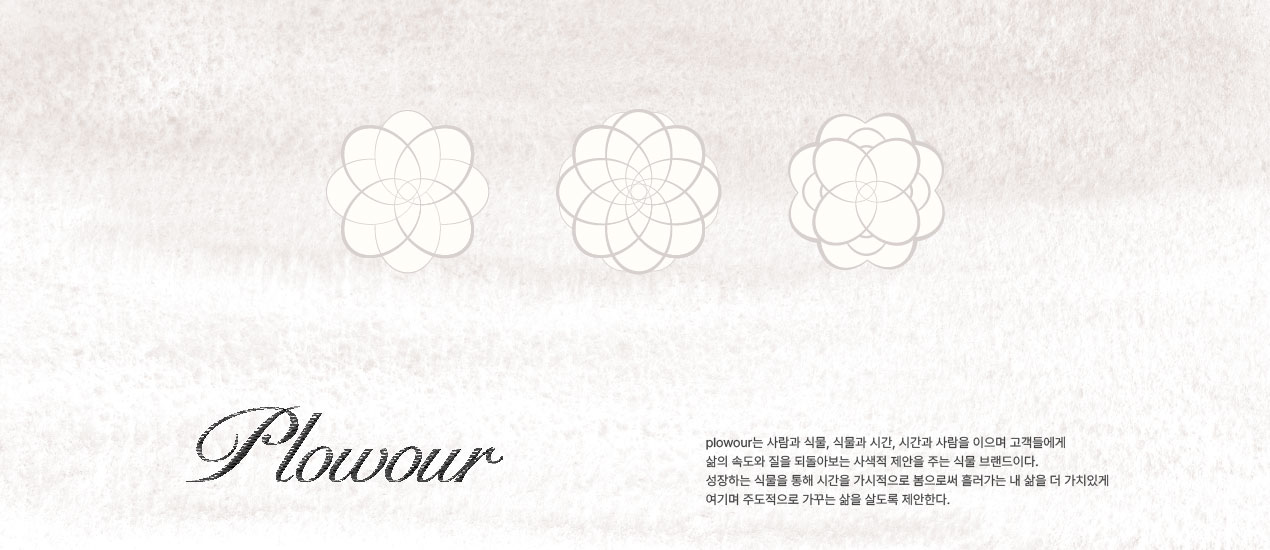 Plowour
plowour는 사람과 식물, 식물과 시간, 시간과 사람을 이으며 고객들에게
삶의 속도와 질을 되돌아보는 사색적 제안을 주는 식물 브랜드이다.
성장하는 식물을 통해 시간을 가시적으로 봄으로써 흘러가는 내 삶을 더 가치있게
여기며 주도적으로 가꾸는 삶을 살도록 제안한다.